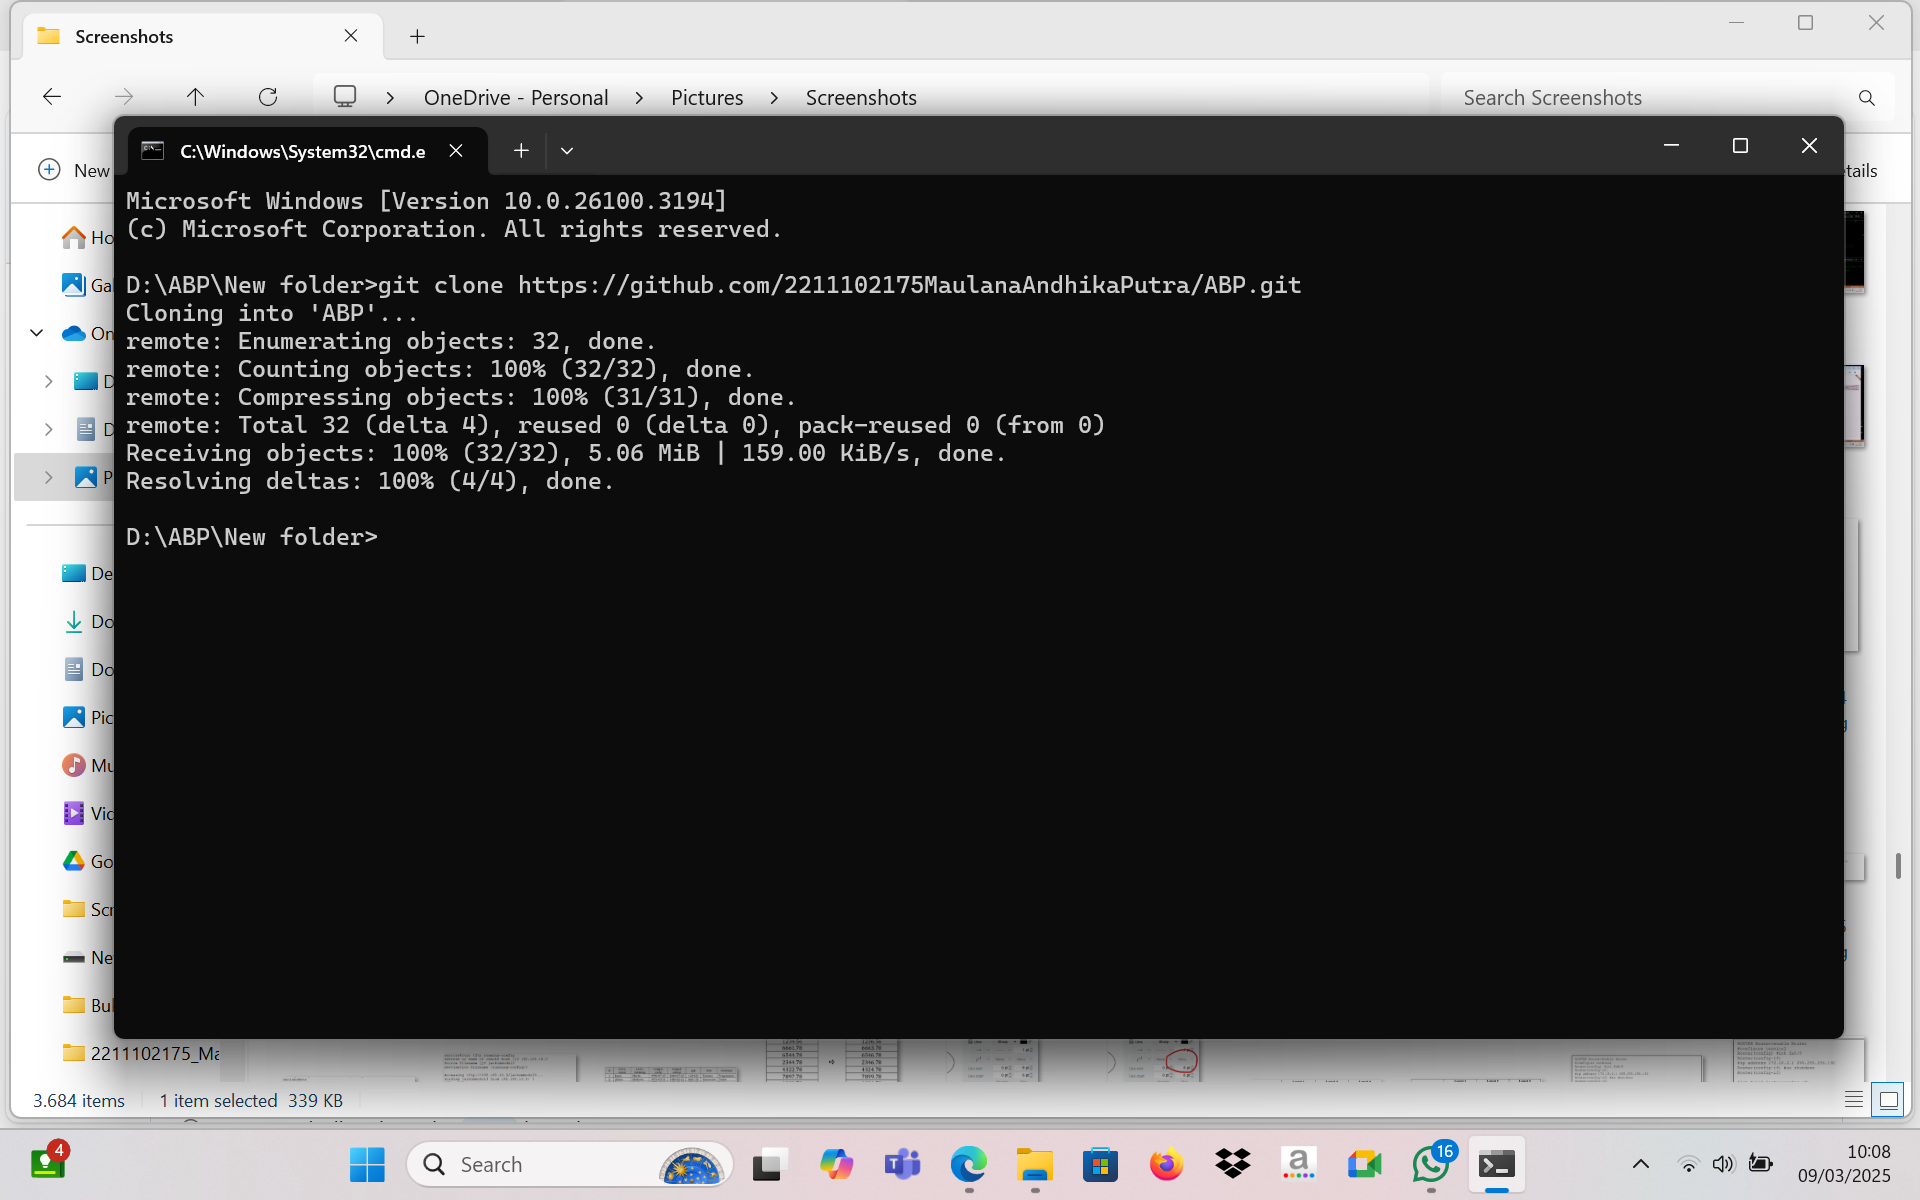 Screenshots
OneDrive - Personal > Pictures > Screenshots
Search Screenshots
New
C:\Windows\System32\cmd.e
Microsoft Windows [Version 10.0.26100.3194]
(c) Microsoft Corporation. All rights reserved.
D:\ABP\New folder>git clone https://github.com/2211102175MaulanaAndhikaPutra/ABP.git
Cloning into 'ABP'...
remote: Enumerating objects: 32, done.
remote: Counting objects: 100% (32/32), done.
remote: Compressing objects: 100% (31/31), done.
remote: Total 32 (delta 4), reused 0 (delta 0), pack-reused 0 (from 0)
Receiving objects: 100% (32/32), 5.06 MiB | 159.00 KiB/s, done.
Resolving deltas: 100% (4/4), done.
D:\ABP\New folder>
tails
Ho
Gal
On
D
D
P
De
Do
Do
Pic
Mu
Vid
Go
Scr
Ne
Bul
2211102175_Ma
3.684 items
1 item selected 339 KB
4
Search
16
10:08
09/03/2025